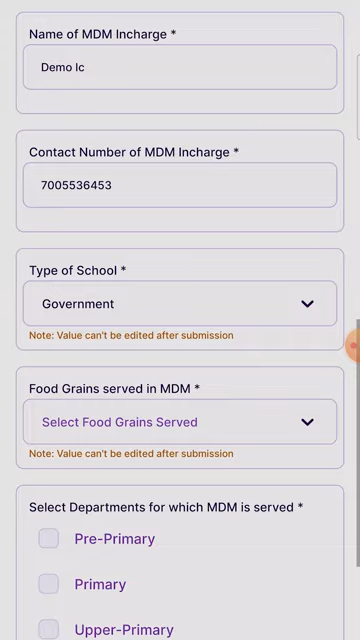 Name of MDM Incharge *
Demo Ic
Contact Number of MDM Incharge *
7005536453
Type of School *
Government
Note: Value can't be edited after submission
Food Grains served in MDM *
Select Food Grains Served
Note: Value can't be edited after submission
Select Departments for which MDM is served *
Pre-Primary
Primary
Upper-Primary